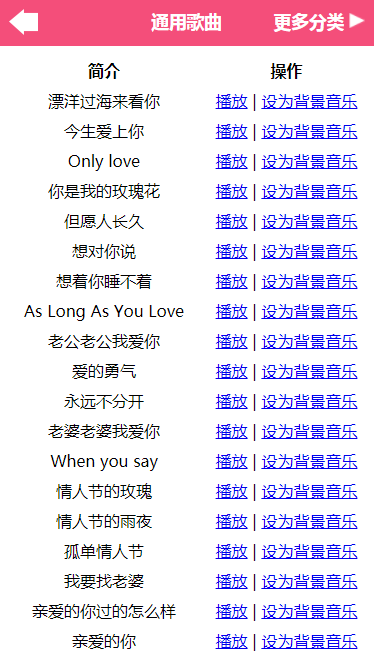 通用歌曲 更多分类
简介 操作
漂洋过海来看你 播放 | 设为背景音乐
今生爱上你 播放 | 设为背景音乐
Only love 播放 | 设为背景音乐
你是我的玫瑰花 播放 | 设为背景音乐
但愿人长久 播放 | 设为背景音乐
想对你说 播放 | 设为背景音乐
想着你睡不着 播放 | 设为背景音乐
As Long As You Love 播放 | 设为背景音乐
老公老公我爱你 播放 | 设为背景音乐
爱的勇气 播放 | 设为背景音乐
永远不分开 播放 | 设为背景音乐
老婆老婆我爱你 播放 | 设为背景音乐
When you say 播放 | 设为背景音乐
情人节的玫瑰 播放 | 设为背景音乐
情人节的雨夜 播放 | 设为背景音乐
孤单情人节 播放 | 设为背景音乐
我要找老婆 播放 | 设为背景音乐
亲爱的你过的怎么样 播放 | 设为背景音乐
亲爱的你 播放 | 设为背景音乐